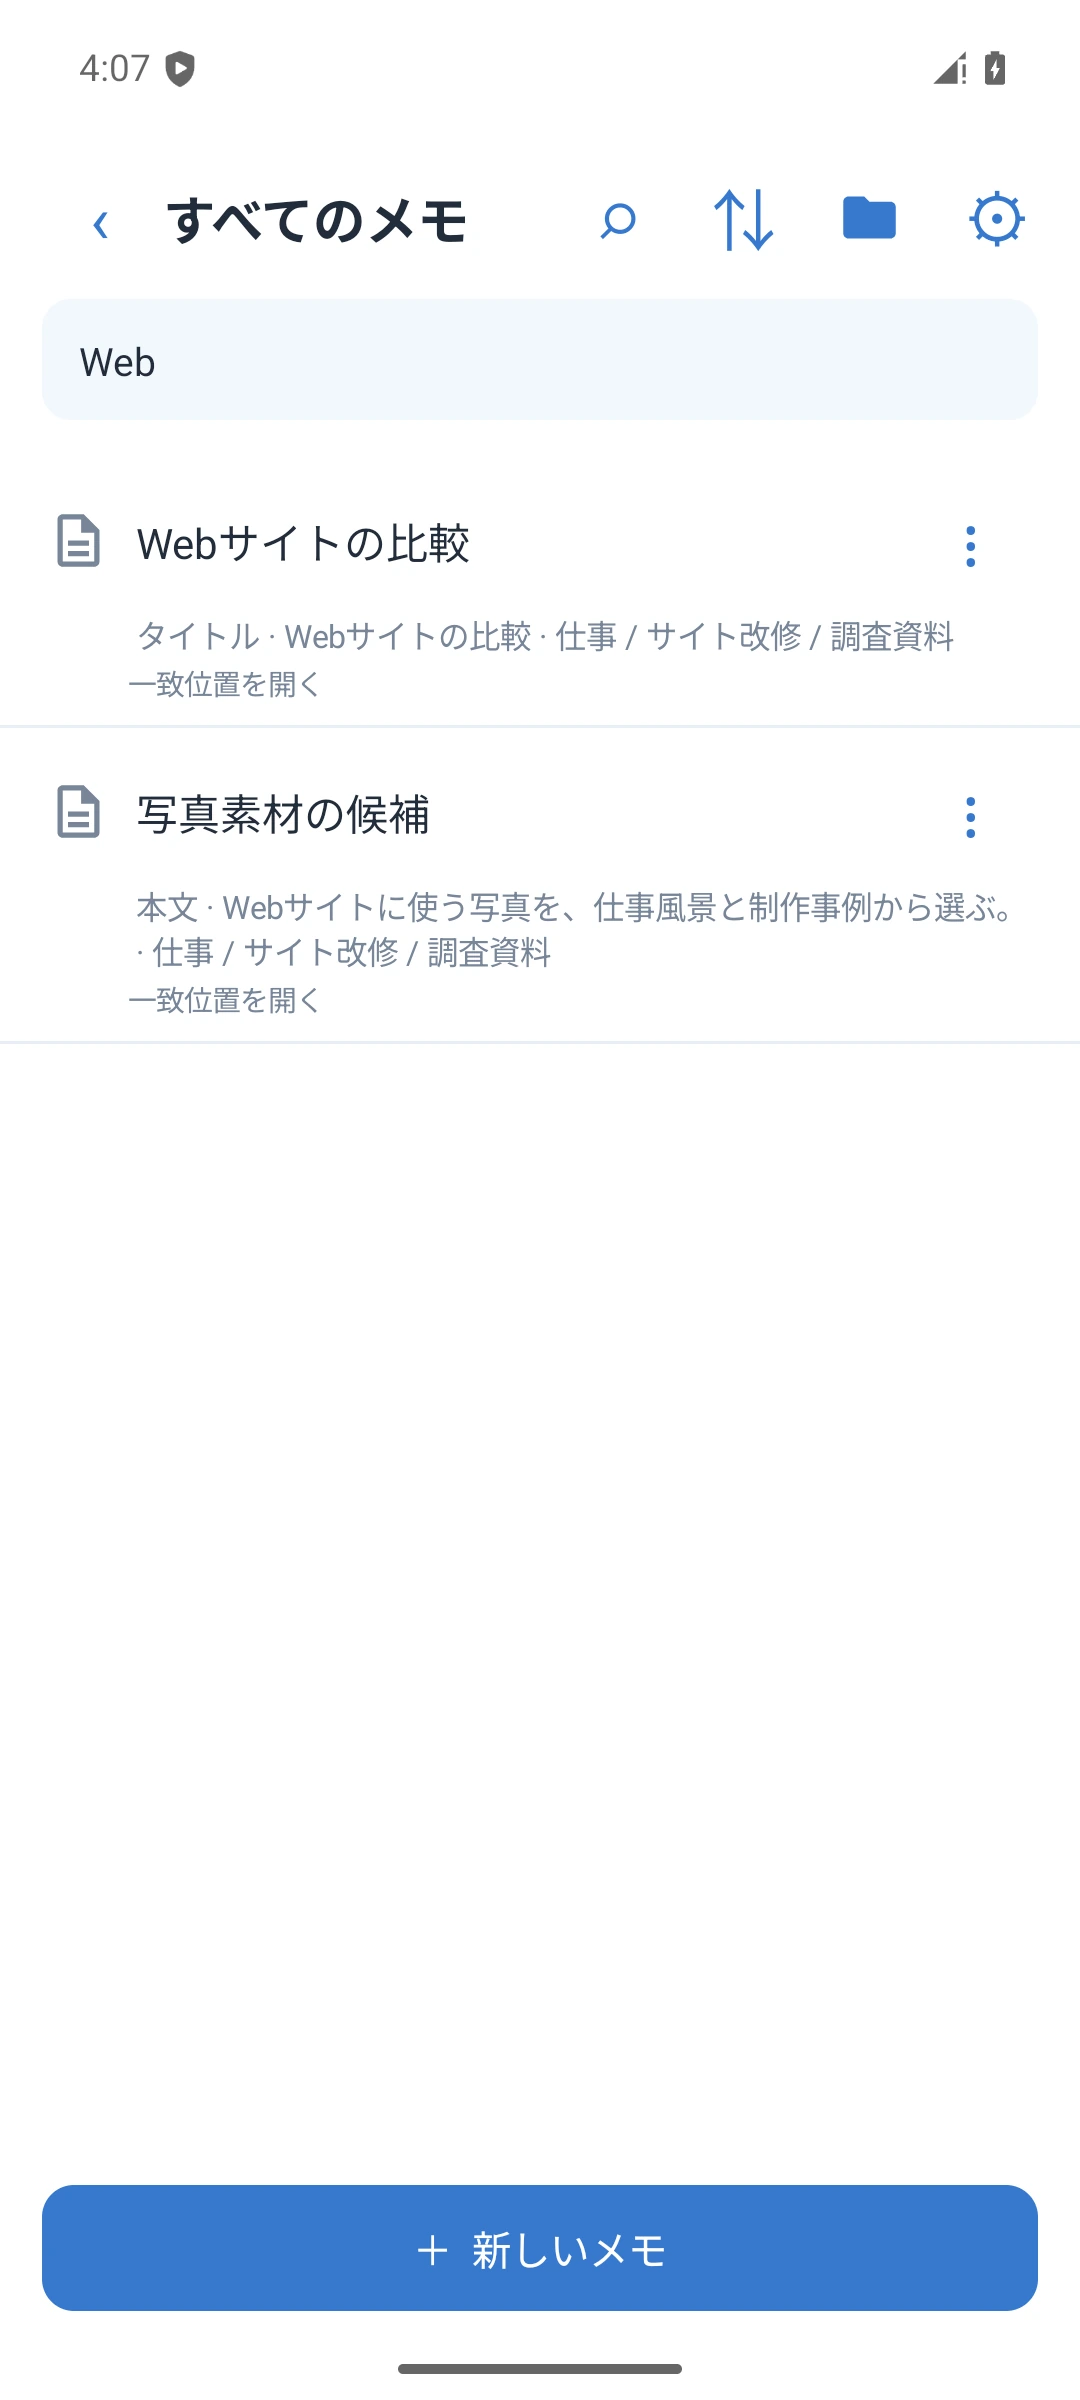 4:07
すべてのメモ
Web
Webサイトの比較
タイトル · Webサイトの比較 · 仕事 / サイト改修 / 調査資料
一致位置を開く
写真素材の候補
本文 · Webサイトに使う写真を、仕事風景と制作事例から選ぶ。
· 仕事 / サイト改修 / 調査資料
一致位置を開く
＋ 新しいメモ